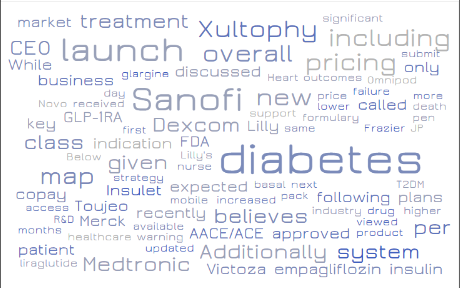 significant
market treatment Xultophy including
CEO launch overall pricing submit only
While glargine discussed Heart outcomes Omnipod
business day Sanofi new price failure more
Novo received lower called death
key GLP-1RA support formulary pen
first Dexcom Lilly same Frazier JP
class indication FDA
Below given Lilly's nurse diabetes
map strategy expected basal next T2DM
copay Insulet mobile increased pack following plans
access Toujeo recently believes industry drug higher
R&D Merck available viewed per
months AACE/ACE approved product
healthcare warning
patient updated Additionally system
liraglutide Medtronic Victoza empagliflozin insulin